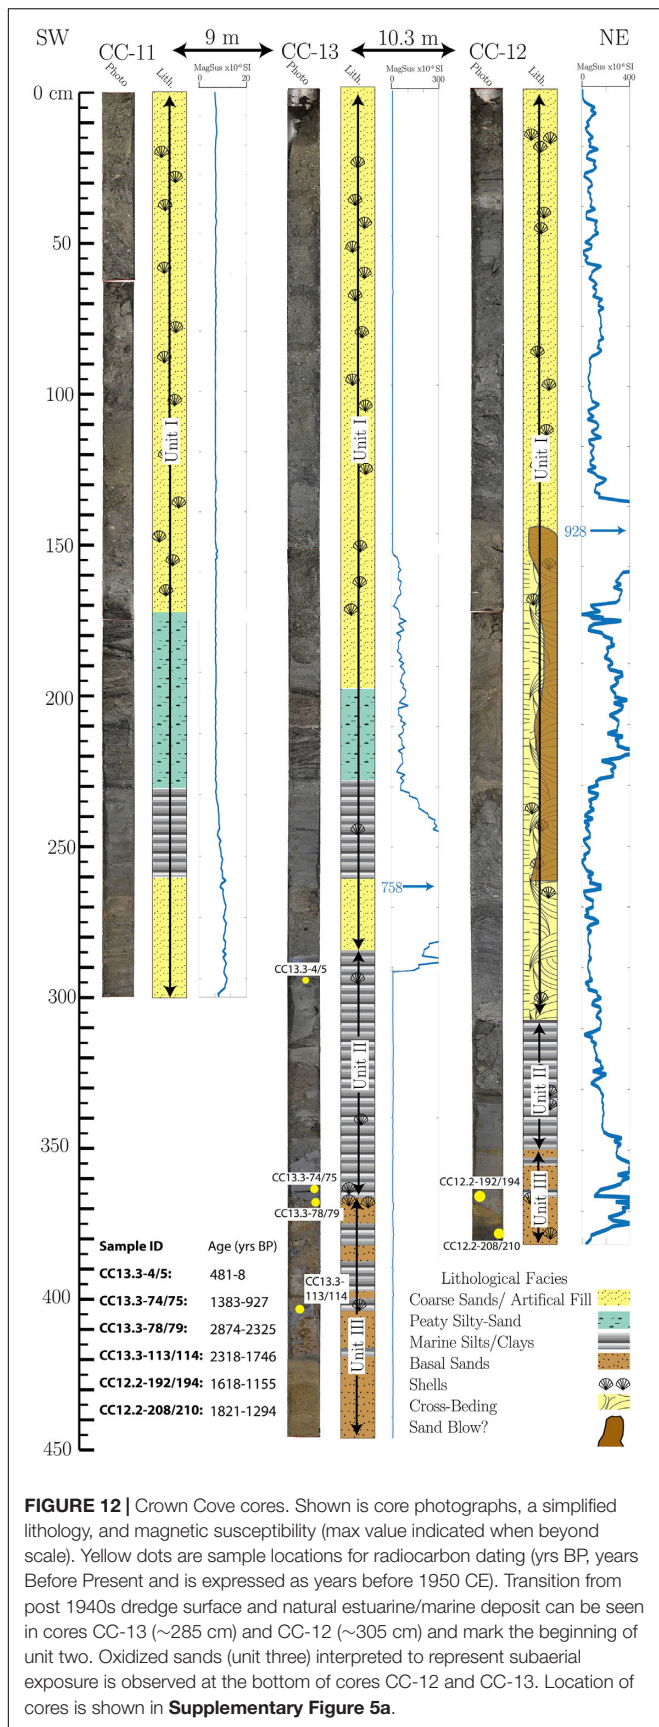 SW NE
CC-11 9 m CC-13 10.3 m CC-12
Photo Lith. MagSus x10⁻⁶ SI Photo Lith. MagSus x10⁻⁶ SI Photo Lith. MagSus x10⁻⁶ SI
0 20 0 300 0 400
0 cm
50
100
Unit I Unit I Unit I
928
150
200
250
758
CC13.3-4/5
300
Unit II Unit II
350
CC13.3-74/75
Unit III
CC12.2-192/194
CC13.3-78/79
CC12.2-208/210
Sample ID Age (yrs BP)
CC13.3-4/5: 481-8
CC13.3-74/75: 1383-927
CC13.3-78/79: 2874-2325
CC13.3-113/114: 2318-1746
CC12.2-192/194: 1618-1155
CC12.2-208/210: 1821-1294
CC13.3-
113/114
400
Unit III
450
Lithological Facies
Coarse Sands/ Artifical Fill
Peaty Silty-Sand
Marine Silts/Clays
Basal Sands
Shells
Cross-Beding
Sand Blow?
FIGURE 12 | Crown Cove cores. Shown is core photographs, a simplified
lithology, and magnetic susceptibility (max value indicated when beyond
scale). Yellow dots are sample locations for radiocarbon dating (yrs BP, years
Before Present and is expressed as years before 1950 CE). Transition from
post 1940s dredge surface and natural estuarine/marine deposit can be seen
in cores CC-13 (~285 cm) and CC-12 (~305 cm) and mark the beginning of
unit two. Oxidized sands (unit three) interpreted to represent subaerial
exposure is observed at the bottom of cores CC-12 and CC-13. Location of
cores is shown in Supplementary Figure 5a.